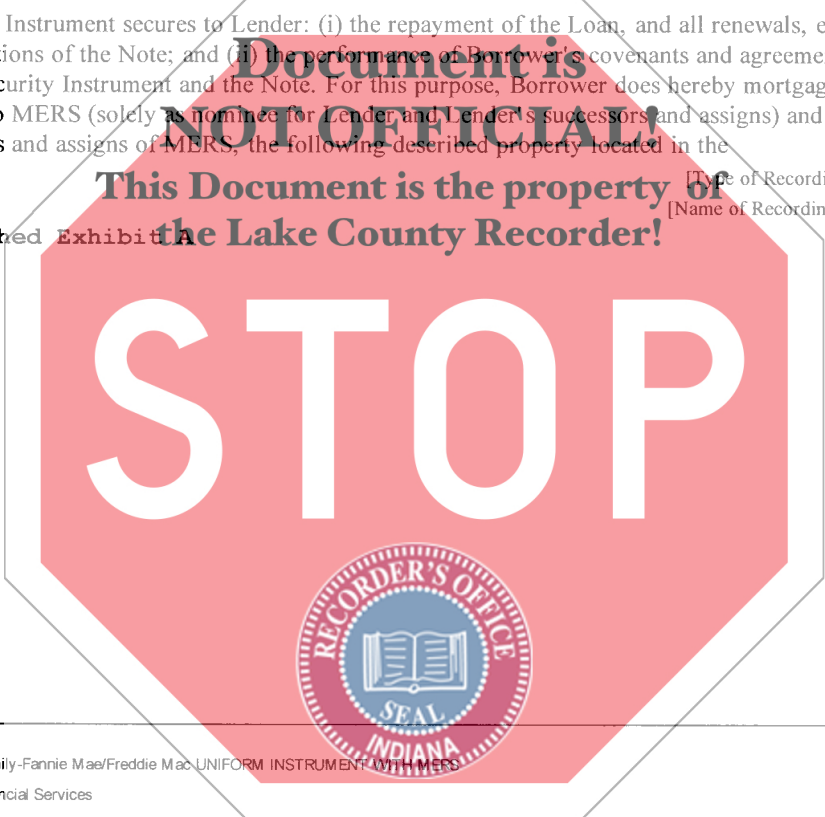 Instrument secures to Lender: (i) the repayment of the Loan, and all renewals, e
ions of the Note; and (ii) the performance of Borrower's covenants and agreeme
curity Instrument and the Note. For this purpose, Borrower does hereby mortgag
MERS (solely as nominee for Lender and Lender's successors and assigns) and
s and assigns of MERS, the following described property located in the
[Type of Recordi
[Name of Recordin
hed Exhibit A
Document is
NOT OFFICIAL!
This Document is the property of
the Lake County Recorder!
STOP
RECORDER'S OFFICE
SEAL
INDIANA
ily-Fannie Mae/Freddie Mac UNIFORM INSTRUMENT WITH MERS
ncial Services